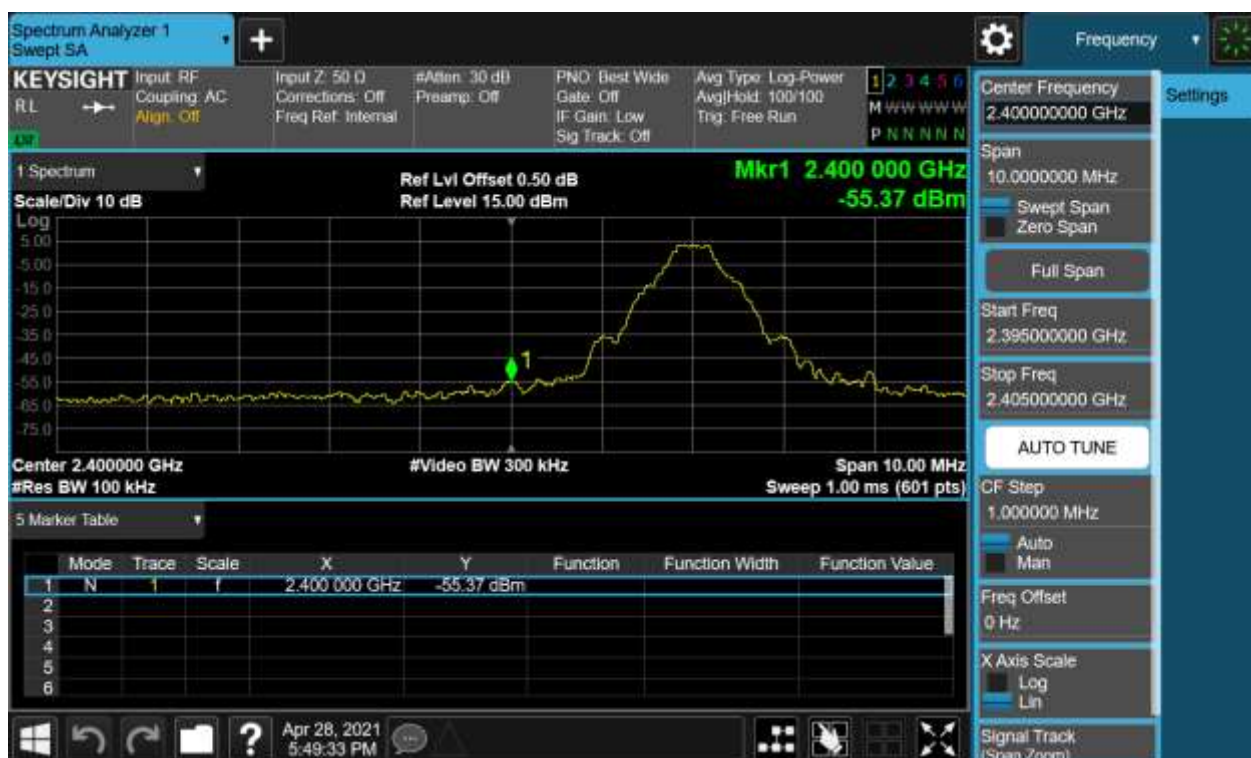 Spectrum Analyzer 1
Swept SA
+
Frequency
KEYSIGHT
RL
Input: RF
Coupling: AC
Align: Off
Input Z: 50 Ω
Corrections: Off
Freq Ref: Internal
#Atten: 30 dB
Preamp: Off
PNO: Best Wide
Gate: Off
IF Gain: Low
Sig Track: Off
Avg Type: Log-Power
Avg|Hold: 100/100
Trig: Free Run
1 2 3 4 5 6
M W W W W W
P N N N N N
1 Spectrum
Scale/Div 10 dB
Ref Lvl Offset 0.50 dB
Ref Level 15.00 dBm
Mkr1 2.400 000 GHz
-55.37 dBm
Log
5.00
-5.00
-15.0
-25.0
-35.0
-45.0
-55.0
-65.0
-75.0
1
Center 2.400000 GHz
#Res BW 100 kHz
#Video BW 300 kHz
Span 10.00 MHz
Sweep 1.00 ms (601 pts)
5 Marker Table
Mode Trace Scale X Y Function Function Width Function Value
1 N 1 f 2.400 000 GHz -55.37 dBm
2
3
4
5
6
?
Apr 28, 2021
5:49:33 PM
Center Frequency
2.400000000 GHz
Settings
Span
10.0000000 MHz
Swept Span
Zero Span
Full Span
Start Freq
2.395000000 GHz
Stop Freq
2.405000000 GHz
AUTO TUNE
CF Step
1.000000 MHz
Auto
Man
Freq Offset
0 Hz
X Axis Scale
Log
Lin
Signal Track
(Span Zoom)